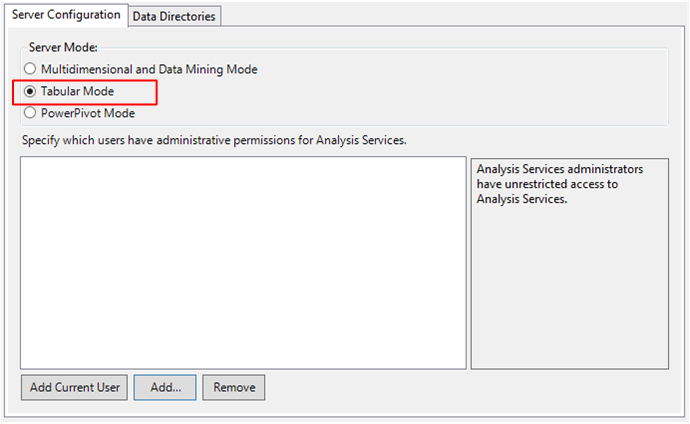 Server Configuration
Data Directories
Server Mode:
Multidimensional and Data Mining Mode
Tabular Mode
PowerPivot Mode
Specify which users have administrative permissions for Analysis Services.
Analysis Services administrators
have unrestricted access to
Analysis Services.
Add Current User
Add...
Remove